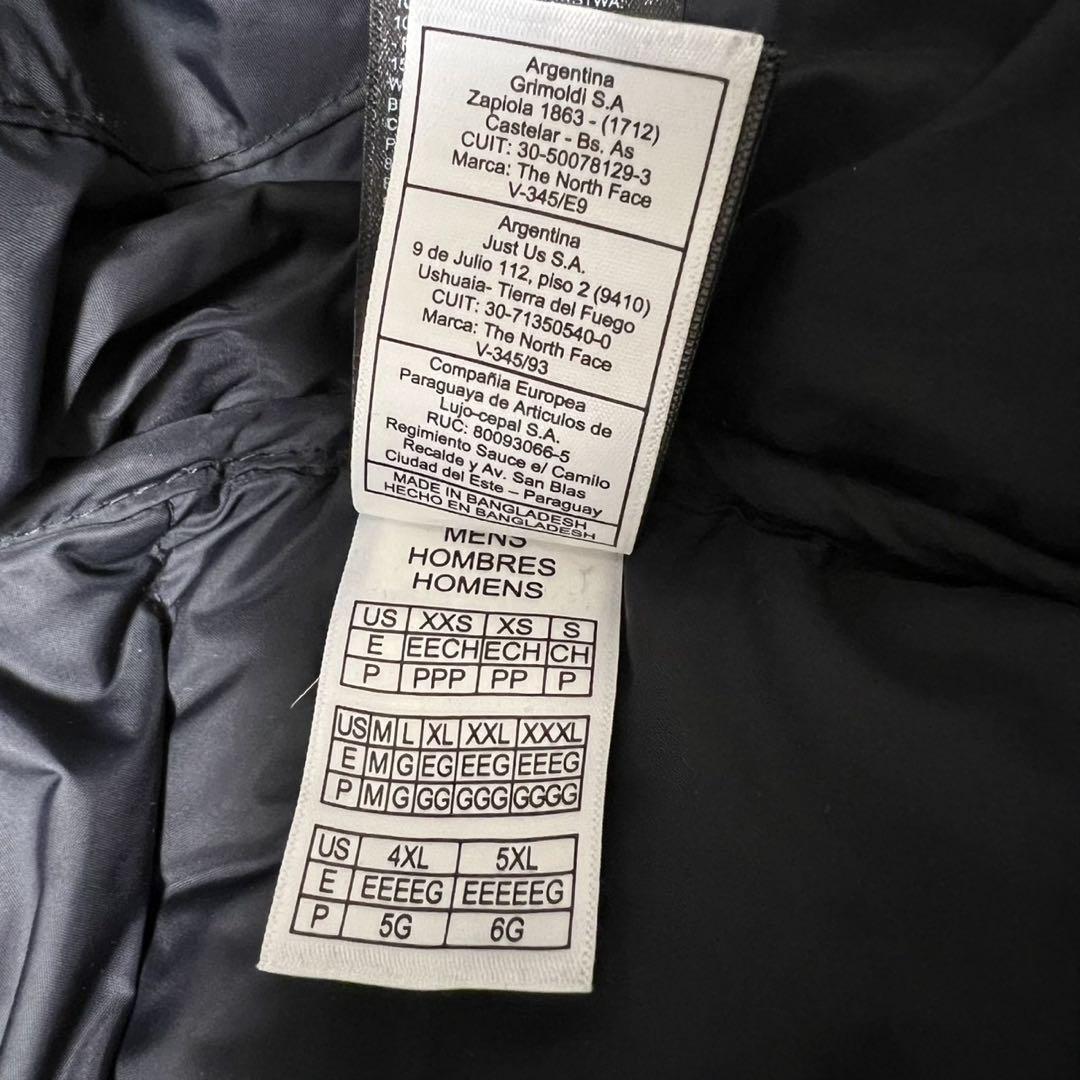 Argentina
Grimoldi S.A
Zapiola 1863 - (1712)
Castelar - Bs. As
CUIT: 30-50078129-3
Marca: The North Face
V-345/E9
Argentina
Just Us S.A.
9 de Julio 112, piso 2 (9410)
Ushuaia- Tierra del Fuego
CUIT: 30-71350540-0
Marca: The North Face
V-345/93
Compañia Europea
Paraguaya de Articulos de
Lujo-cepal S.A.
RUC: 80093066-5
Regimiento Sauce e/ Camilo
Recalde y Av. San Blas
Ciudad del Este – Paraguay
MADE IN BANGLADESH
HECHO EN BANGLADESH
MENS
HOMBRES
HOMENS
US XXS XS S
E EECH ECH CH
P PPP PP P
US M L XL XXL XXXL
E M G EG EEG EEEG
P M G GG GGG GGGG
US 4XL 5XL
E EEEEG EEEEEG
P 5G 6G